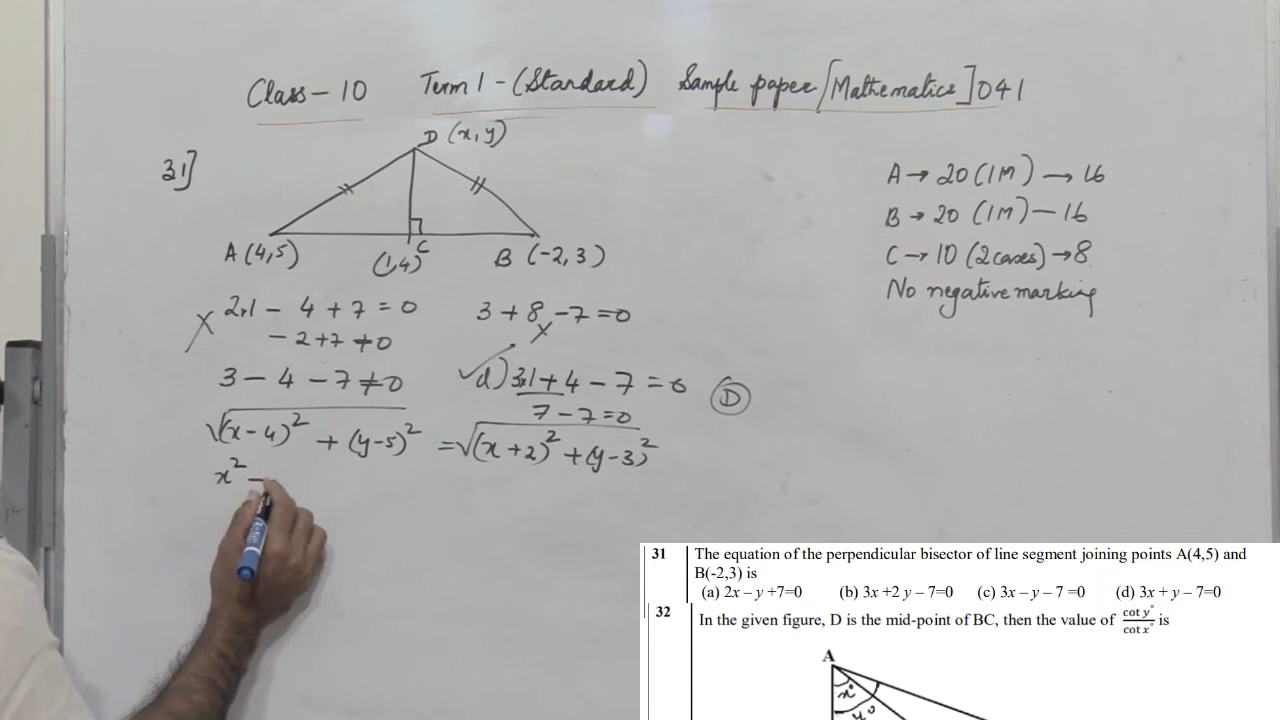 Class - 10 Term 1 - (Standard) Sample paper [Mathematics] 041
31]
D (x, y)
A (4,5)
C
(1,4)
B (-2,3)
2x1 - 4 + 7 = 0
- 2 + 7 ≠ 0
3 + 8 - 7 = 0
3 - 4 - 7 ≠ 0
d) 3x1 + 4 - 7 = 0
7 - 7 = 0
D
√(x - 4)² + (y - 5)² = √(x + 2)² + (y - 3)²
x² -
A → 20 (1M) → 16
B → 20 (1M) - 16
C → 10 (2 cases) → 8
No negative marking
31 The equation of the perpendicular bisector of line segment joining points A(4,5) and
B(-2,3) is
(a) 2x – y +7=0 (b) 3x +2 y – 7=0 (c) 3x – y – 7 =0 (d) 3x + y – 7=0
32 In the given figure, D is the mid-point of BC, then the value of cot y°/cot x° is
A
x°
y°